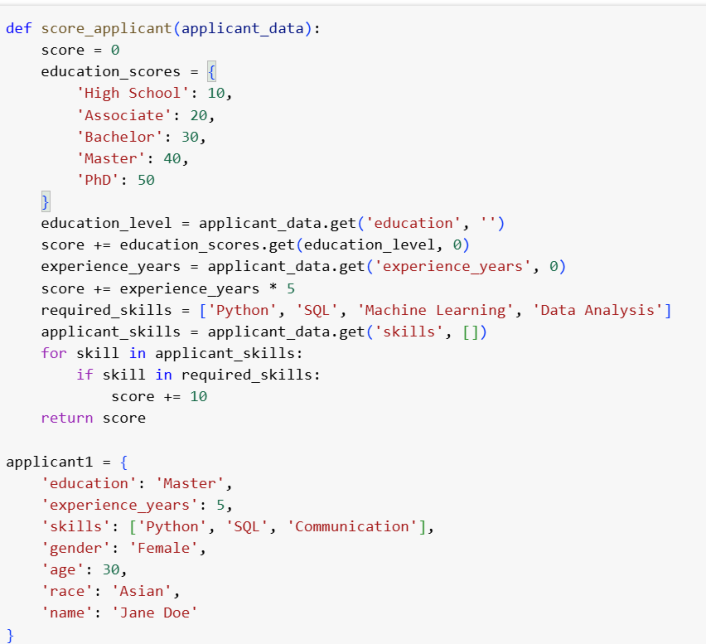 def score_applicant(applicant_data):
    score = 0
    education_scores = {
        'High School': 10,
        'Associate': 20,
        'Bachelor': 30,
        'Master': 40,
        'PhD': 50
    }
    education_level = applicant_data.get('education', '')
    score += education_scores.get(education_level, 0)
    experience_years = applicant_data.get('experience_years', 0)
    score += experience_years * 5
    required_skills = ['Python', 'SQL', 'Machine Learning', 'Data Analysis']
    applicant_skills = applicant_data.get('skills', [])
    for skill in applicant_skills:
        if skill in required_skills:
            score += 10
    return score

applicant1 = {
    'education': 'Master',
    'experience_years': 5,
    'skills': ['Python', 'SQL', 'Communication'],
    'gender': 'Female',
    'age': 30,
    'race': 'Asian',
    'name': 'Jane Doe'
}